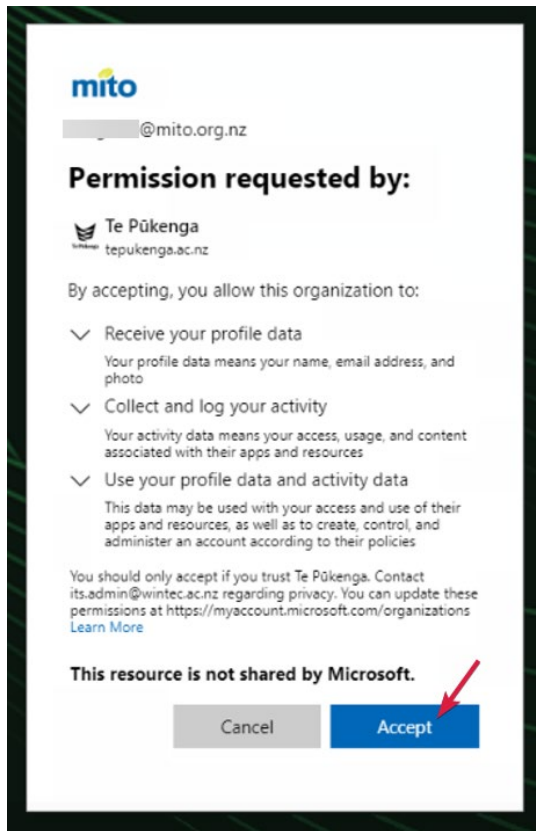 mito
@mito.org.nz
Permission requested by:
Te Pūkenga
tepukenga.ac.nz
By accepting, you allow this organization to:
Receive your profile data
Your profile data means your name, email address, and
photo
Collect and log your activity
Your activity data means your access, usage, and content
associated with their apps and resources
Use your profile data and activity data
This data may be used with your access and use of their
apps and resources, as well as to create, control, and
administer an account according to their policies
You should only accept if you trust Te Pūkenga. Contact
its.admin@wintec.ac.nz regarding privacy. You can update these
permissions at https://myaccount.microsoft.com/organizations
Learn More
This resource is not shared by Microsoft.
Cancel
Accept